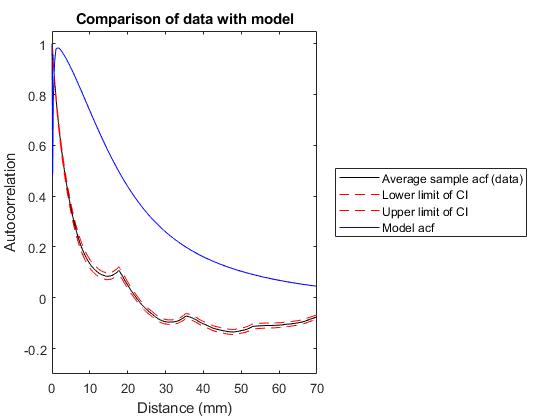 Comparison of data with model
1
0.8
0.6
0.4
0.2
0
-0.2
Autocorrelation
0 10 20 30 40 50 60 70
Distance (mm)
Average sample acf (data)
Lower limit of CI
Upper limit of CI
Model acf